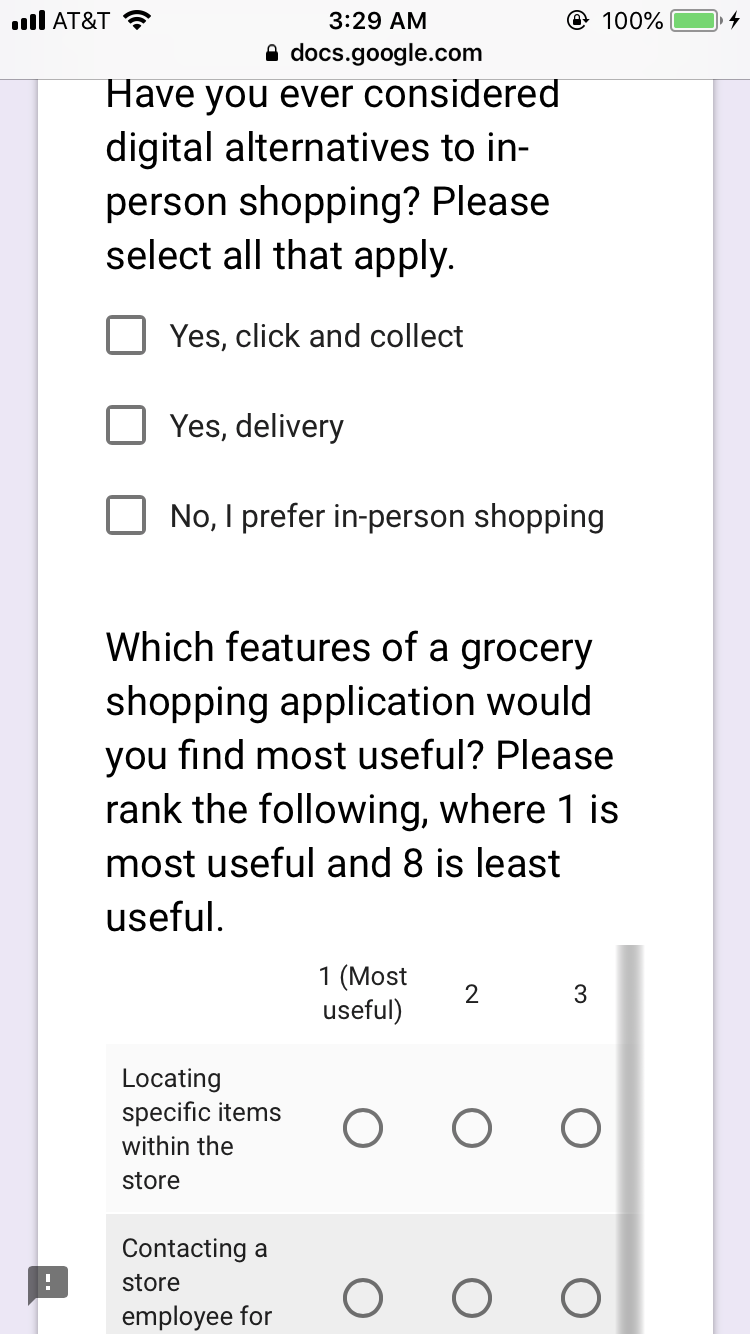 AT&T 3:29 AM 100%
docs.google.com
Have you ever considered
digital alternatives to in-
person shopping? Please
select all that apply.
Yes, click and collect
Yes, delivery
No, I prefer in-person shopping
Which features of a grocery
shopping application would
you find most useful? Please
rank the following, where 1 is
most useful and 8 is least
useful.
1 (Most
useful)
2
3
Locating
specific items
within the
store
Contacting a
store
employee for